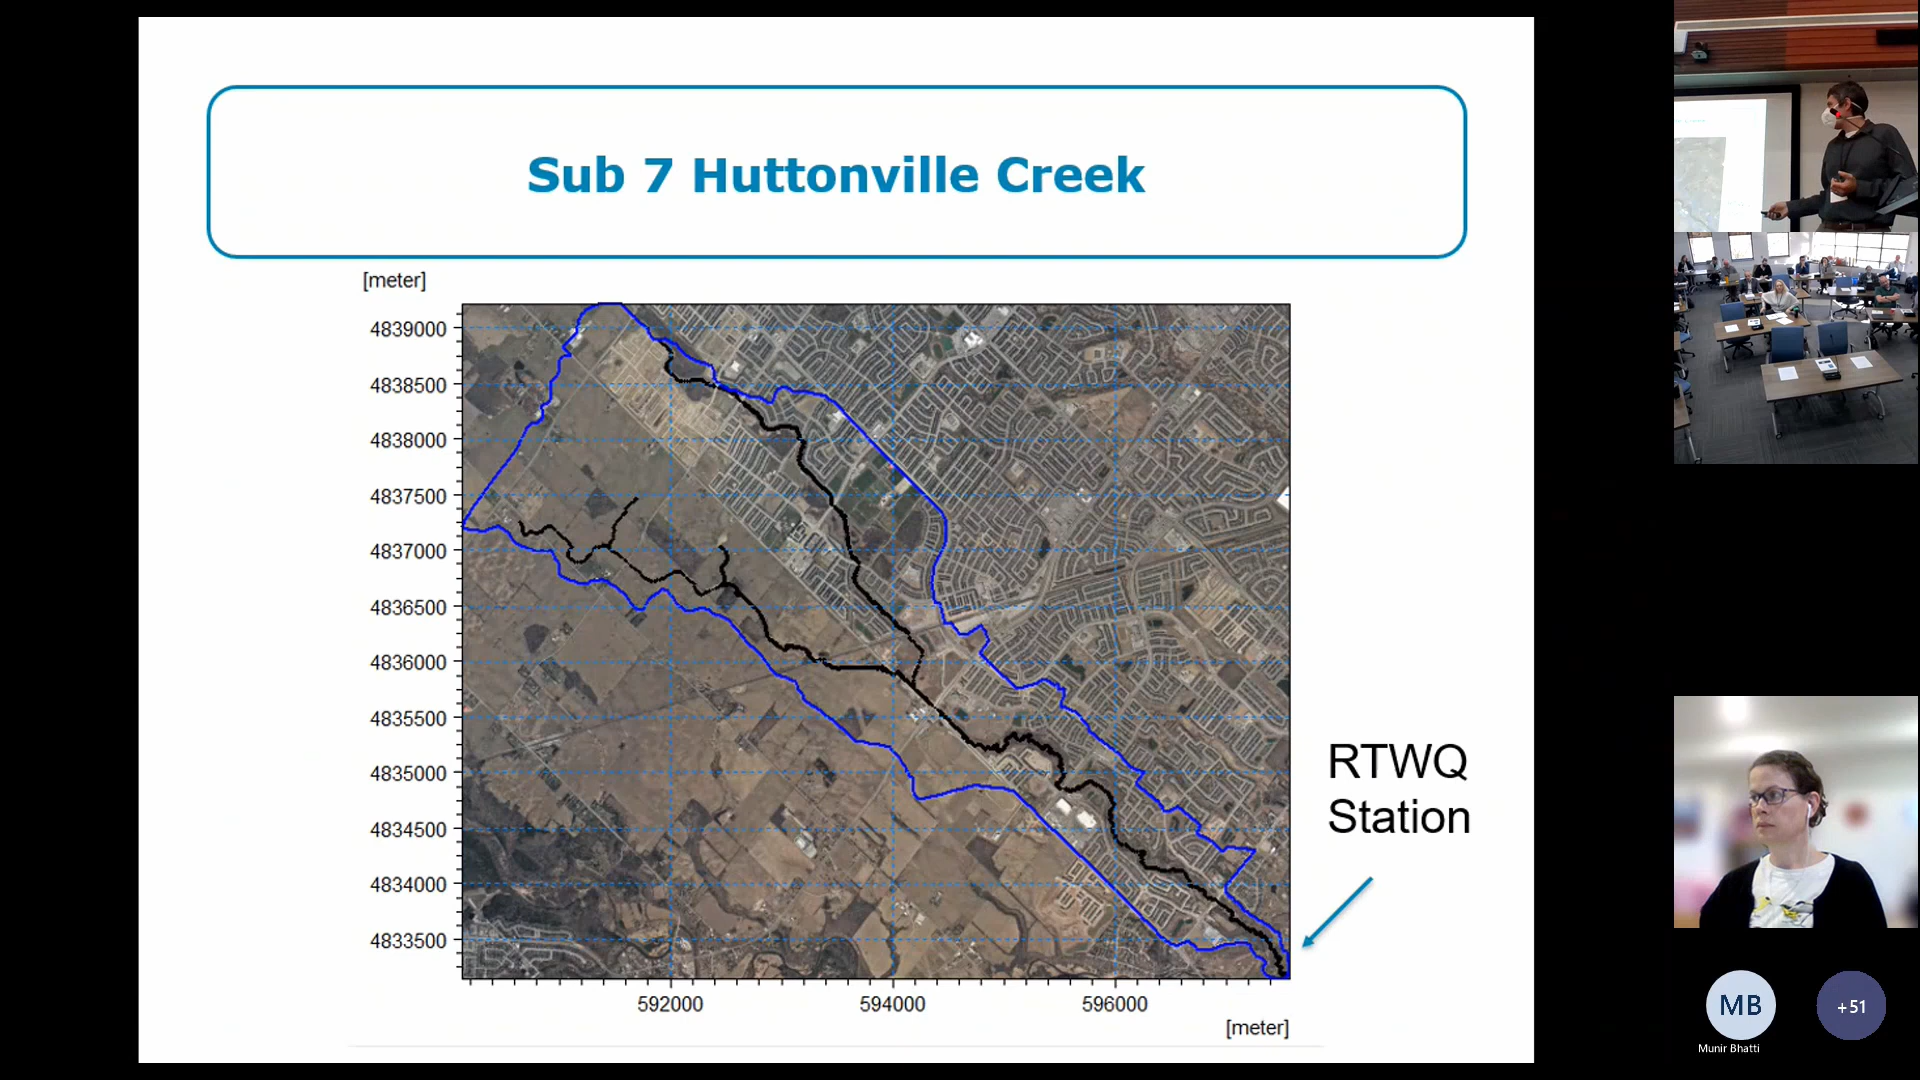 Sub 7 Huttonville Creek
[meter]
4839000
4838500
4838000
4837500
4837000
4836500
4836000
4835500
4835000
4834500
4834000
4833500
592000
594000
596000
[meter]
RTWQ
Station
MB
Munir Bhatti
+51